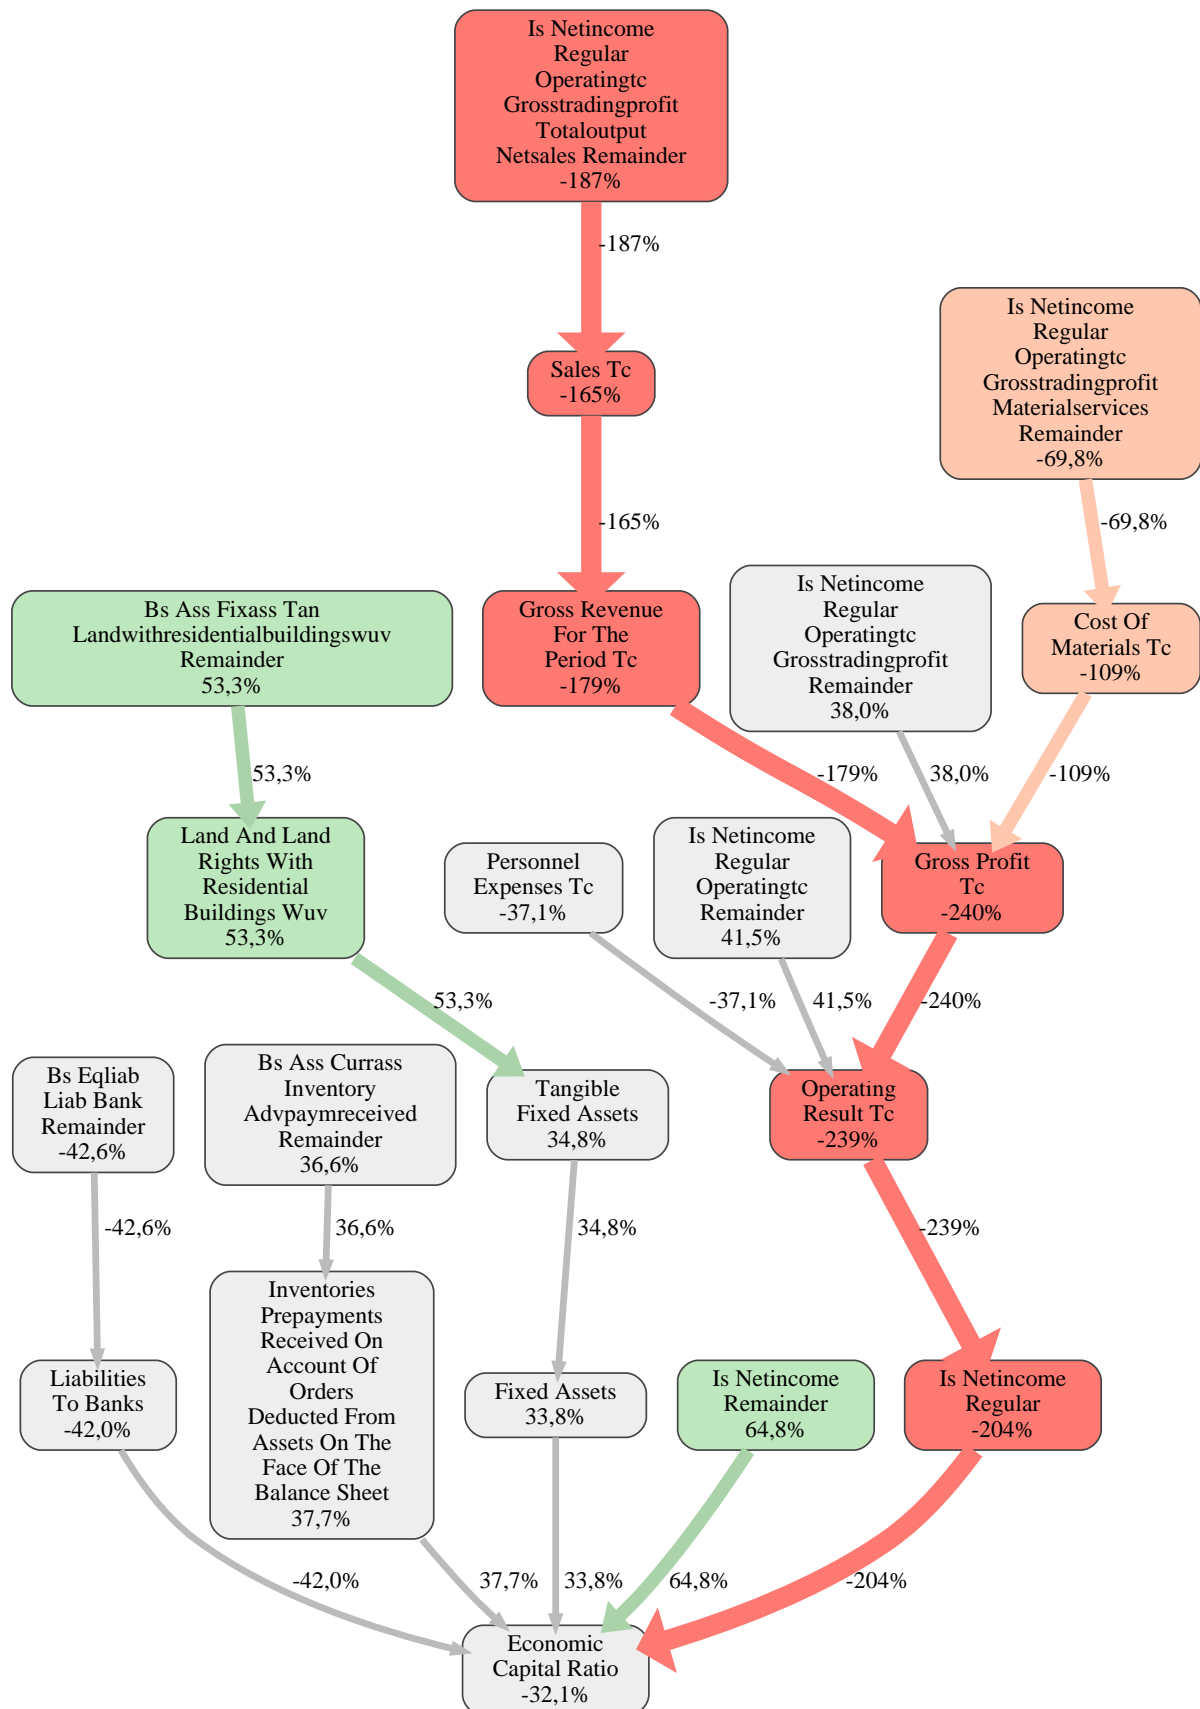 Is Netincome
Regular
Operatingtc
Grosstradingprofit
Totaloutput
Netsales Remainder
-187%
-187%
Is Netincome
Regular
Operatingtc
Grosstradingprofit
Materialservices
Remainder
-69,8%
Sales Tc
-165%
-165%
-69,8%
Bs Ass Fixass Tan
Landwithresidentialbuildingswuv
Remainder
53,3%
Gross Revenue
For The
Period Tc
-179%
Is Netincome
Regular
Operatingtc
Grosstradingprofit
Remainder
38,0%
Cost Of
Materials Tc
-109%
53,3%
-179%
38,0%
-109%
Land And Land
Rights With
Residential
Buildings Wuv
53,3%
Personnel
Expenses Tc
-37,1%
Is Netincome
Regular
Operatingtc
Remainder
41,5%
Gross Profit
Tc
-240%
53,3%
-37,1%
41,5%
-240%
Bs Eqliab
Liab Bank
Remainder
-42,6%
Bs Ass Currass
Inventory
Advpaymreceived
Remainder
36,6%
Tangible
Fixed Assets
34,8%
Operating
Result Tc
-239%
-42,6%
36,6%
34,8%
-239%
Liabilities
To Banks
-42,0%
Inventories
Prepayments
Received On
Account Of
Orders
Deducted From
Assets On The
Face Of The
Balance Sheet
37,7%
Fixed Assets
33,8%
Is Netincome
Remainder
64,8%
Is Netincome
Regular
-204%
-42,0%
37,7%
33,8%
64,8%
-204%
Economic
Capital Ratio
-32,1%